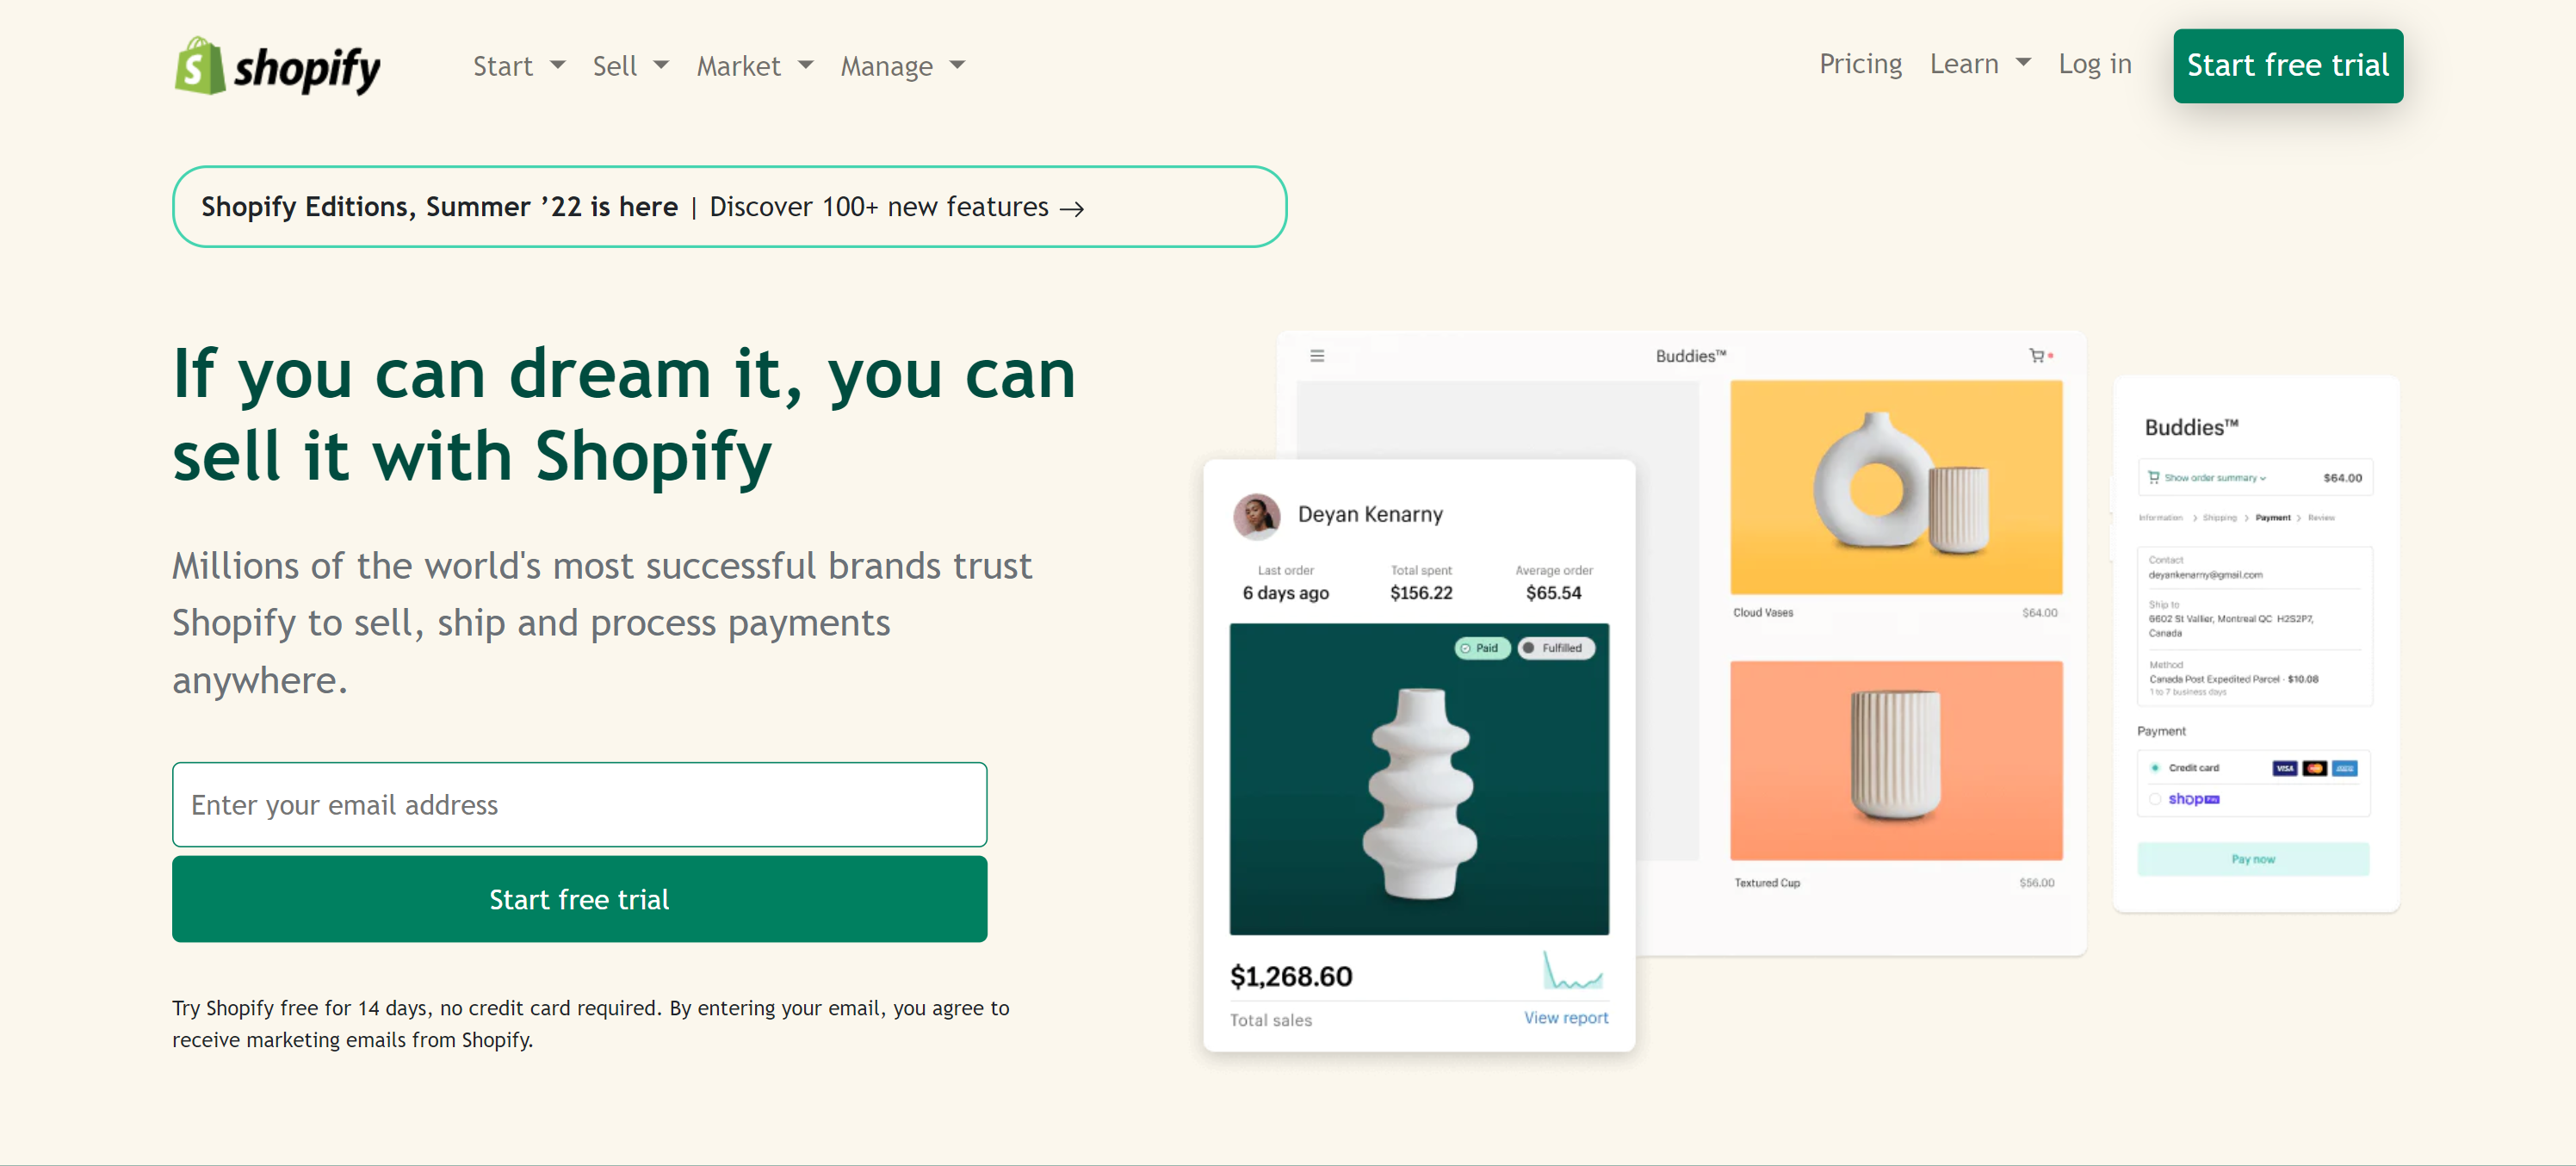 shopify
Start
Sell
Market
Manage
Pricing
Learn
Log in
Start free trial
Shopify Editions, Summer ’22 is here | Discover 100+ new features →
If you can dream it, you can
sell it with Shopify
Millions of the world's most successful brands trust
Shopify to sell, ship and process payments
anywhere.
Enter your email address
Start free trial
Try Shopify free for 14 days, no credit card required. By entering your email, you agree to
receive marketing emails from Shopify.
Buddies™
Cloud Vases $64.00
Textured Cup $56.00
Deyan Kenarny
Last order Total spent Average order
6 days ago $156.22 $65.54
Paid Fulfilled
$1,268.60
Total sales View report
Buddies™
Show order summary $64.00
Information > Shipping > Payment > Review
Contact
deyankenarny@gmail.com
Ship to
6602 St Vallier, Montreal QC H2S2P7,
Canada
Method
Canada Post Expedited Parcel · $10.08
1 to 7 business days
Payment
Credit card VISA
shop Pay
Pay now